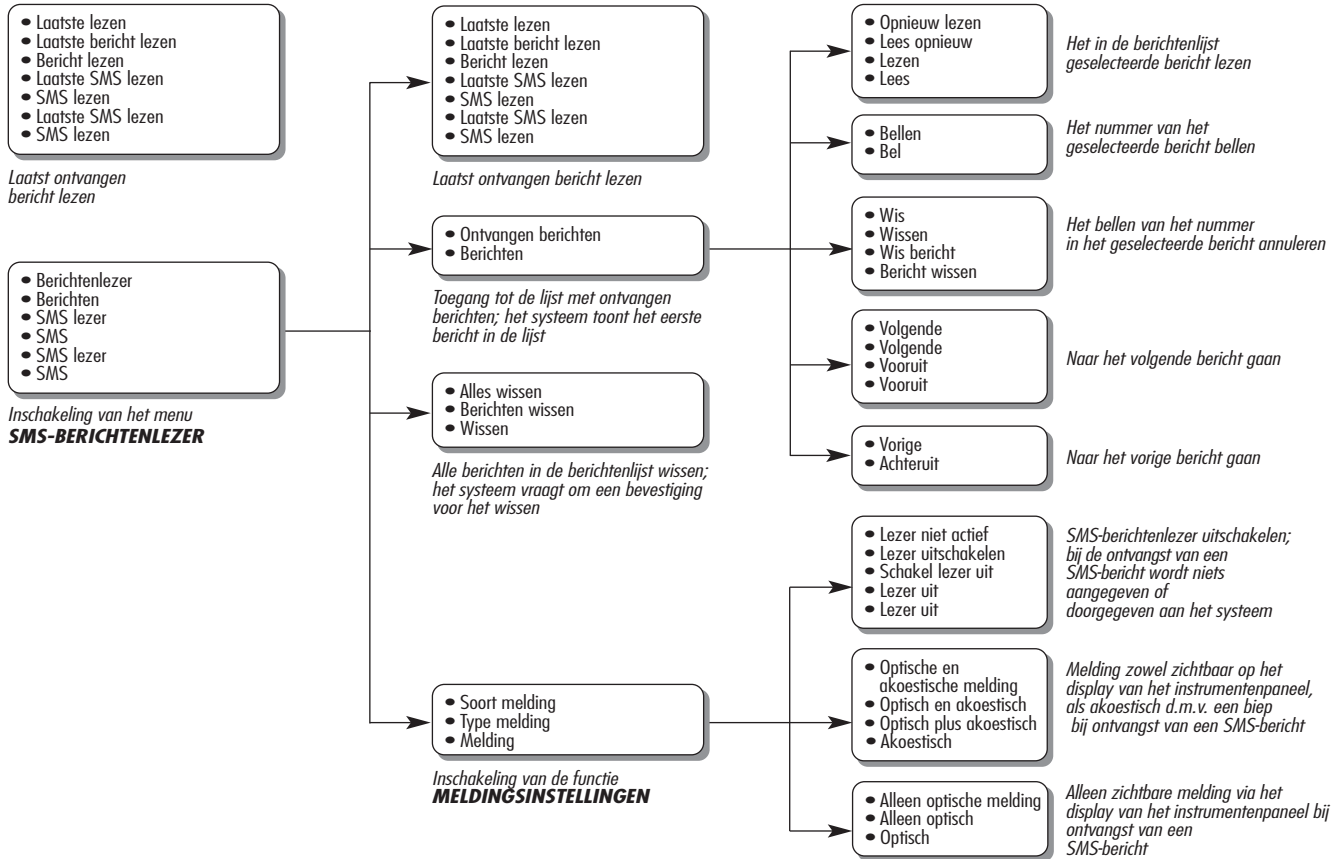 • Laatste lezen
• Laatste bericht lezen
• Bericht lezen
• Laatste SMS lezen
• SMS lezen
• Laatste SMS lezen
• SMS lezen
Laatst ontvangen
bericht lezen
• Berichtenlezer
• Berichten
• SMS lezer
• SMS
• SMS lezer
• SMS
Inschakeling van het menu
SMS-BERICHTENLEZER
• Laatste lezen
• Laatste bericht lezen
• Bericht lezen
• Laatste SMS lezen
• SMS lezen
• Laatste SMS lezen
• SMS lezen
Laatst ontvangen bericht lezen
• Ontvangen berichten
• Berichten
Toegang tot de lijst met ontvangen
berichten; het systeem toont het eerste
bericht in de lijst
• Alles wissen
• Berichten wissen
• Wissen
Alle berichten in de berichtenlijst wissen;
het systeem vraagt om een bevestiging
voor het wissen
• Soort melding
• Type melding
• Melding
Inschakeling van de functie
MELDINGSINSTELLINGEN
• Opnieuw lezen
• Lees opnieuw
• Lezen
• Lees
Het in de berichtenlijst
geselecteerde bericht lezen
• Bellen
• Bel
Het nummer van het
geselecteerde bericht bellen
• Wis
• Wissen
• Wis bericht
• Bericht wissen
Het bellen van het nummer
in het geselecteerde bericht annuleren
• Volgende
• Volgende
• Vooruit
• Vooruit
Naar het volgende bericht gaan
• Vorige
• Achteruit
Naar het vorige bericht gaan
• Lezer niet actief
• Lezer uitschakelen
• Schakel lezer uit
• Lezer uit
• Lezer uit
SMS-berichtenlezer uitschakelen;
bij de ontvangst van een
SMS-bericht wordt niets
aangegeven of
doorgegeven aan het systeem
• Optische en
akoestische melding
• Optisch en akoestisch
• Optisch plus akoestisch
• Akoestisch
Melding zowel zichtbaar op het
display van het instrumentenpaneel,
als akoestisch d.m.v. een biep
bij ontvangst van een SMS-bericht
• Alleen optische melding
• Alleen optisch
• Optisch
Alleen zichtbare melding via het
display van het instrumentenpaneel bij
ontvangst van een
SMS-bericht